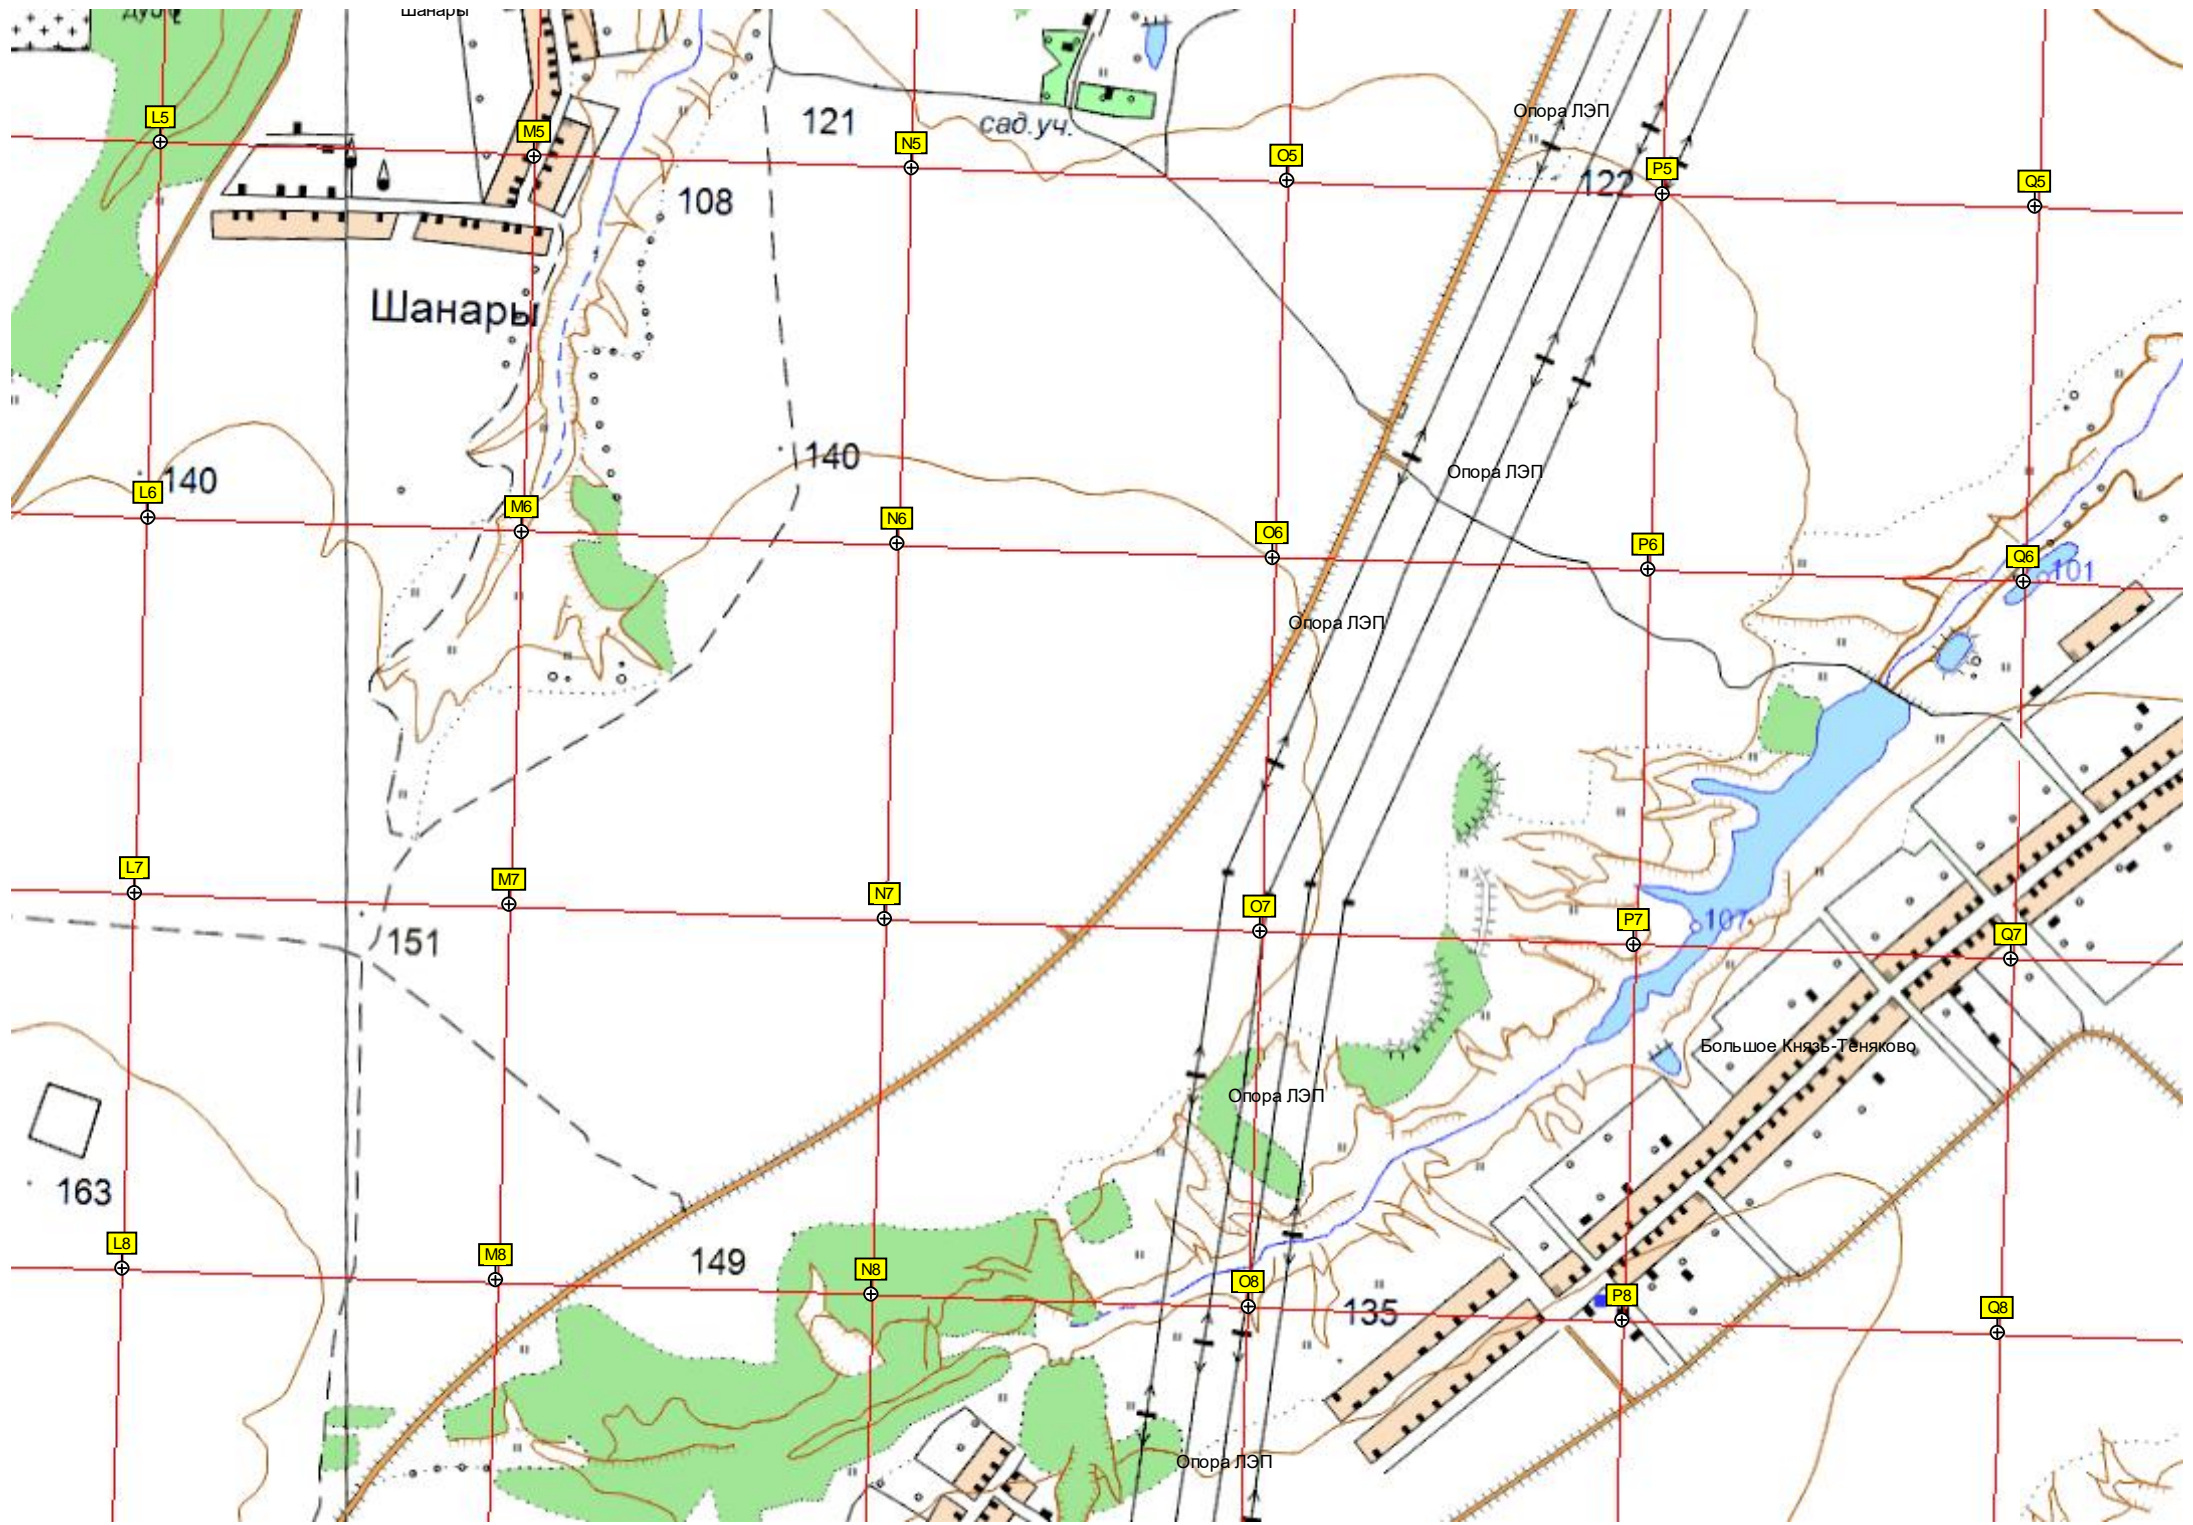 Шанары
L5
M5
121
сад.уч.
N5
O5
Опора ЛЭП
122
P5
Q5
108
Шанары
140
L6
M6
140
N6
O6
Опора ЛЭП
P6
Q6
101
Опора ЛЭП
L7
M7
N7
O7
P7
107
Q7
151
Большое Князь-Теняково
Опора ЛЭП
163
L8
M8
149
N8
O8
135
P8
Q8
Опора ЛЭП